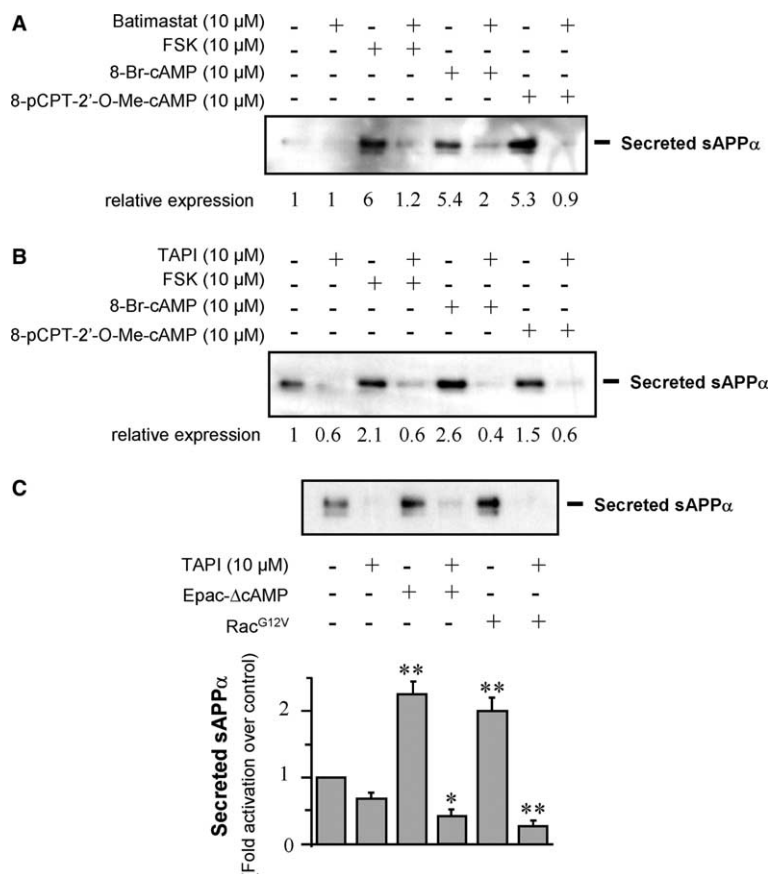 A
Batimastat (10 µM) - + - + - + - +
FSK (10 µM) - - + + - - - -
8-Br-cAMP (10 µM) - - - - + + - -
8-pCPT-2'-O-Me-cAMP (10 µM) - - - - - - + +
Secreted sAPPα
relative expression 1 1 6 1.2 5.4 2 5.3 0.9
B
TAPI (10 µM) - + - + - + - +
FSK (10 µM) - - + + - - - -
8-Br-cAMP (10 µM) - - - - + + - -
8-pCPT-2'-O-Me-cAMP (10 µM) - - - - - - + +
Secreted sAPPα
relative expression 1 0.6 2.1 0.6 2.6 0.4 1.5 0.6
C
Secreted sAPPα
TAPI (10 µM) - + - + - +
Epac-ΔcAMP - - + + - -
Rac^G12V - - - - + +
Secreted sAPPα
(Fold activation over control)
2
1
0
** * ** **